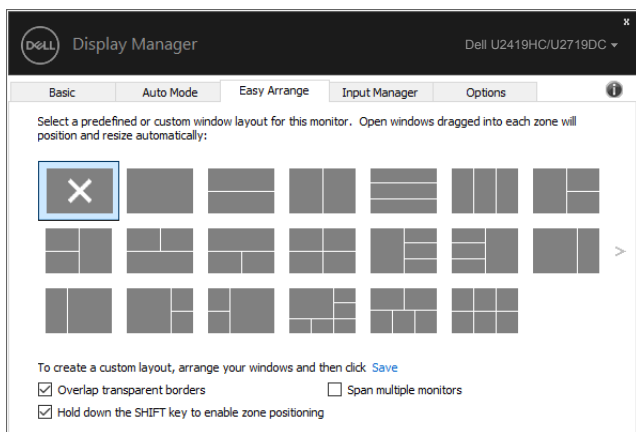 x
DELL Display Manager Dell U2419HC/U2719DC
Basic Auto Mode Easy Arrange Input Manager Options i
Select a predefined or custom window layout for this monitor. Open windows dragged into each zone will
position and resize automatically:
>
To create a custom layout, arrange your windows and then click Save
Overlap transparent borders Span multiple monitors
Hold down the SHIFT key to enable zone positioning